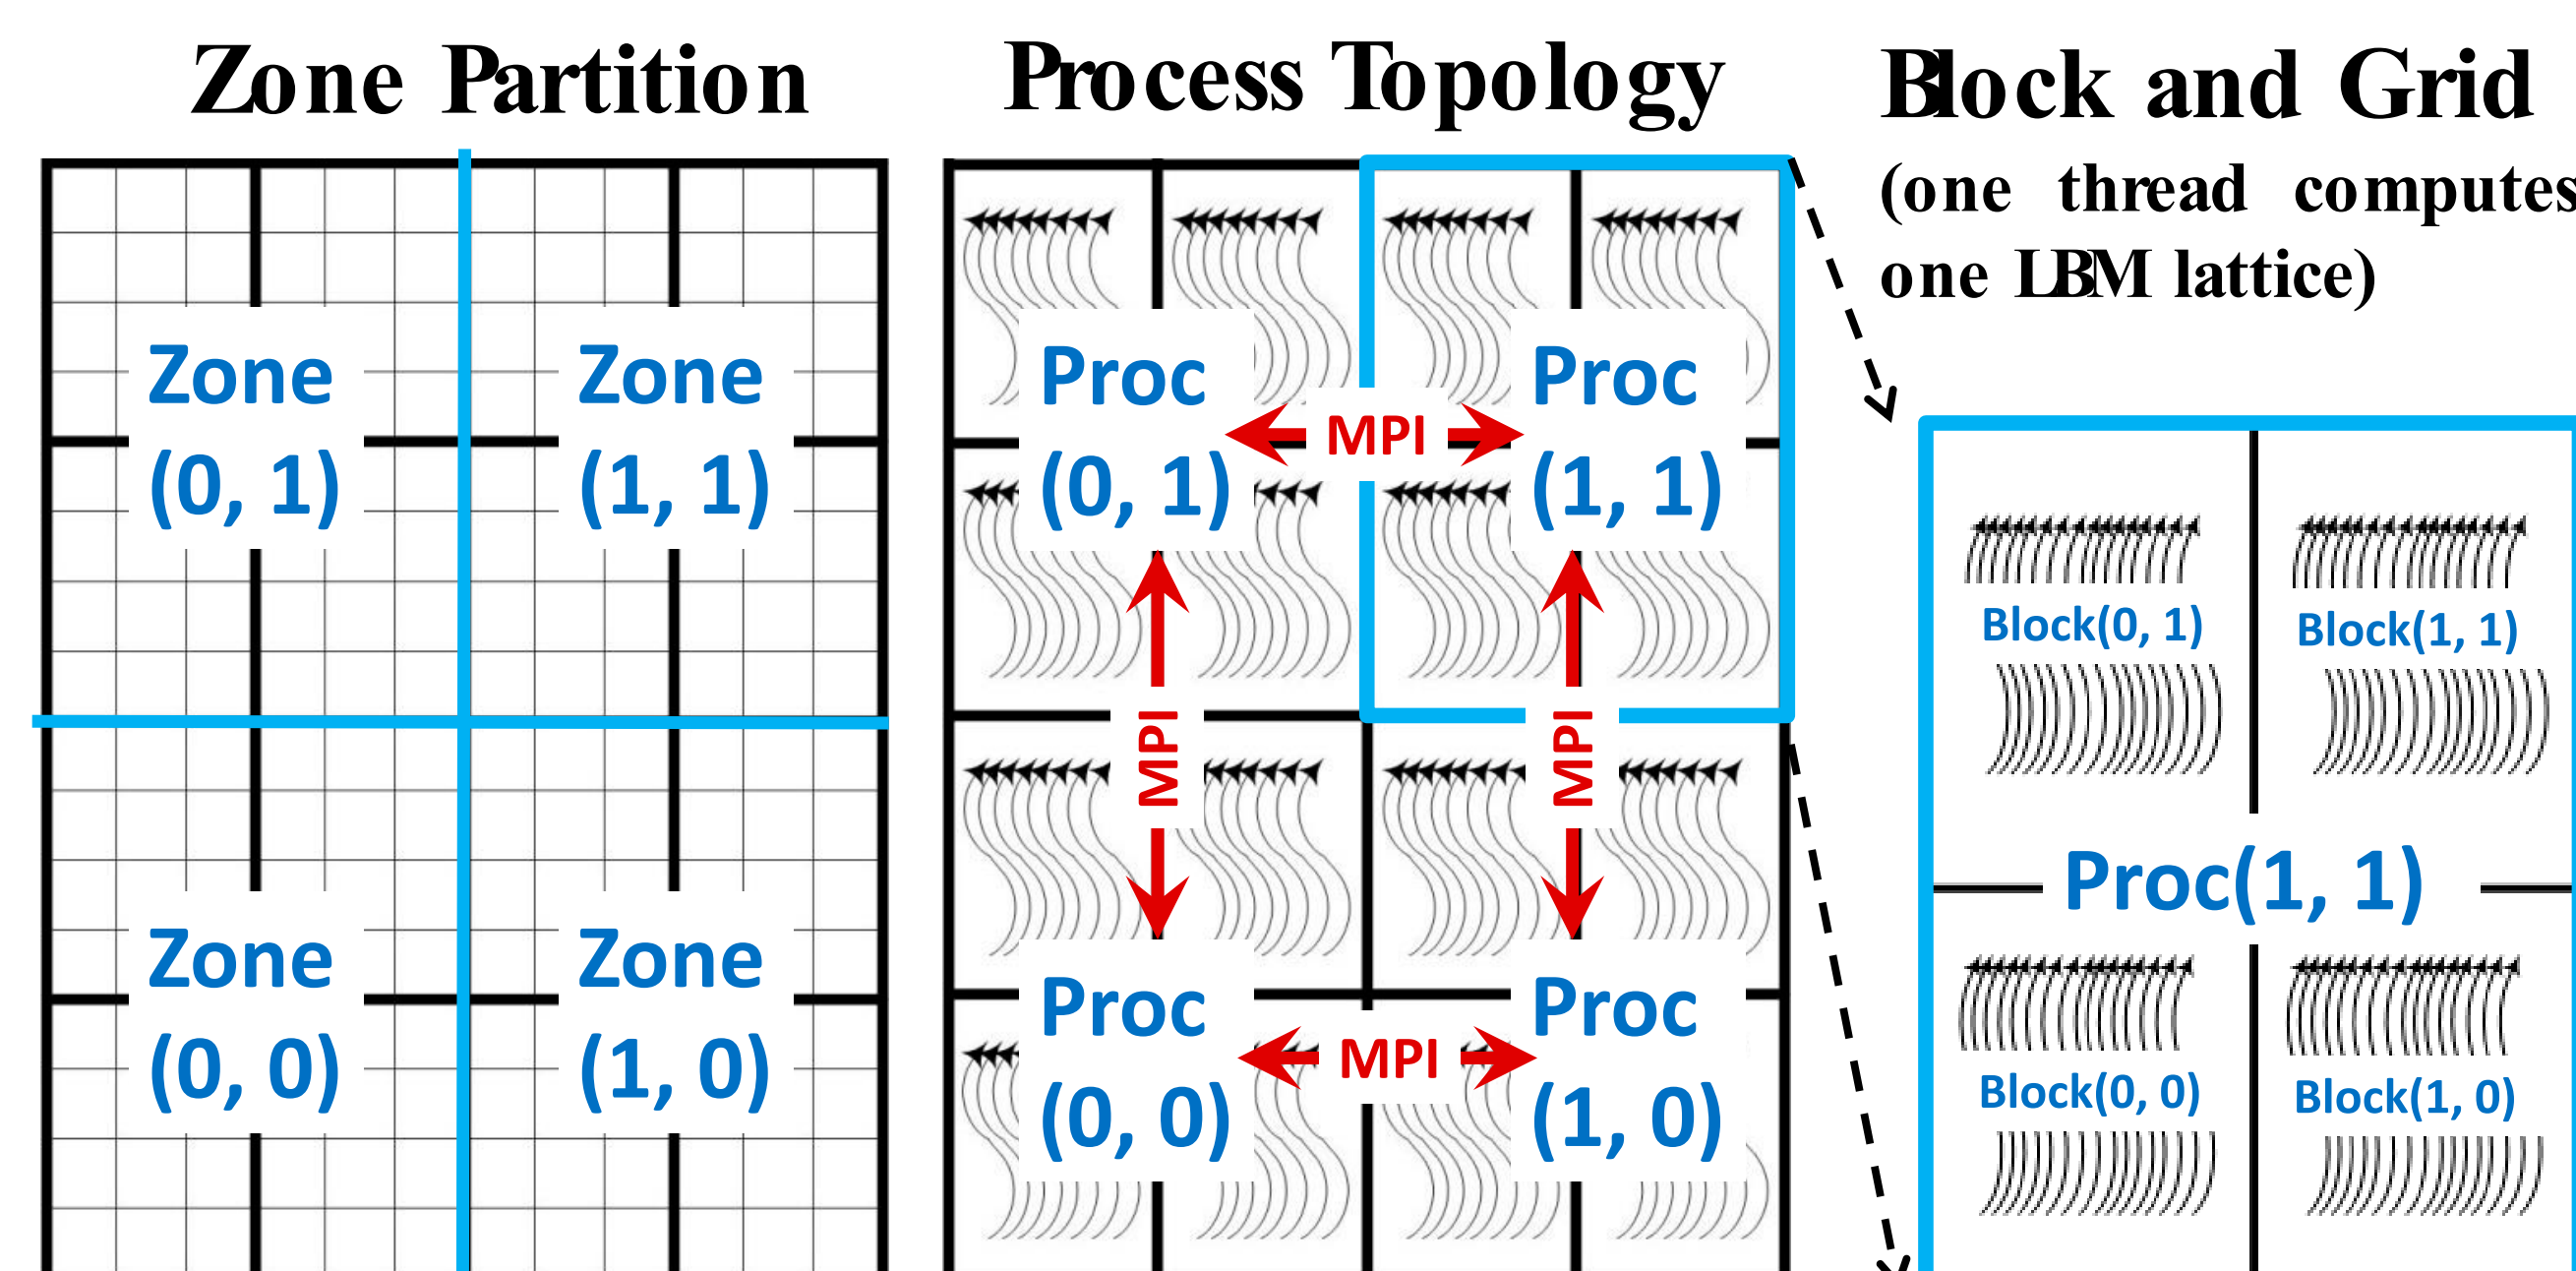 Zone Partition
Process Topology
Block and Grid
(one thread computes
one LBM lattice)
Zone
(0, 1)
Zone
(1, 1)
Zone
(0, 0)
Zone
(1, 0)
Proc
(0, 1)
MPI
Proc
(1, 1)
MPI
MPI
Proc
(0, 0)
MPI
Proc
(1, 0)
Block(0, 1)
Block(1, 1)
Proc(1, 1)
Block(0, 0)
Block(1, 0)